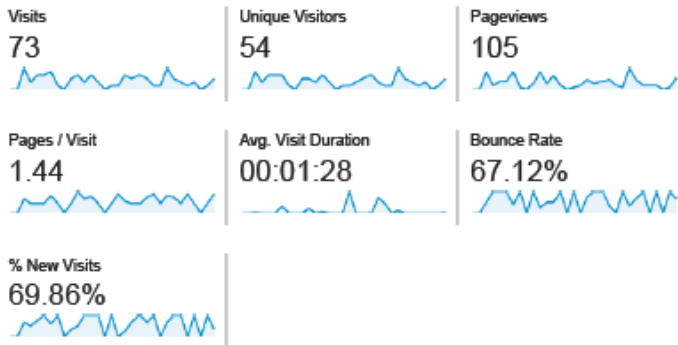 Visits
73
Unique Visitors
54
Pageviews
105
Pages / Visit
1.44
Avg. Visit Duration
00:01:28
Bounce Rate
67.12%
% New Visits
69.86%